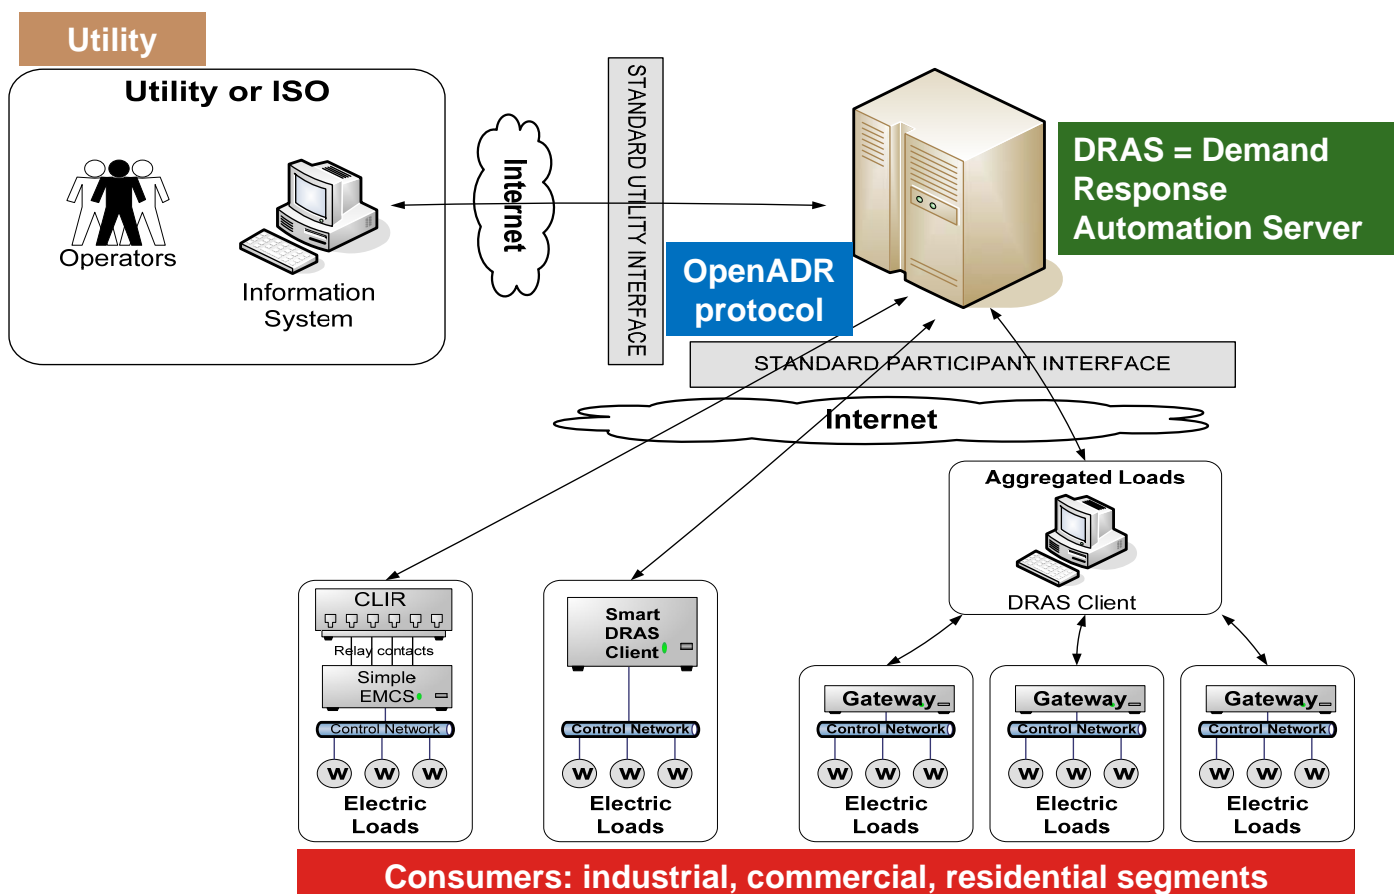 Utility
Utility or ISO
Operators
Information
System
Internet
STANDARD UTILITY INTERFACE
DRAS = Demand
Response
Automation Server
OpenADR
protocol
STANDARD PARTICIPANT INTERFACE
Internet
Aggregated Loads
DRAS Client
CLIR
Relay contacts
Simple
EMCS
Control Network
W W W
Electric
Loads
Smart
DRAS
Client
Control Network
W W W
Electric
Loads
Gateway
Control Network
W W W
Electric
Loads
Gateway
Control Network
W W W
Electric
Loads
Gateway
Control Network
W W W
Electric
Loads
Consumers: industrial, commercial, residential segments